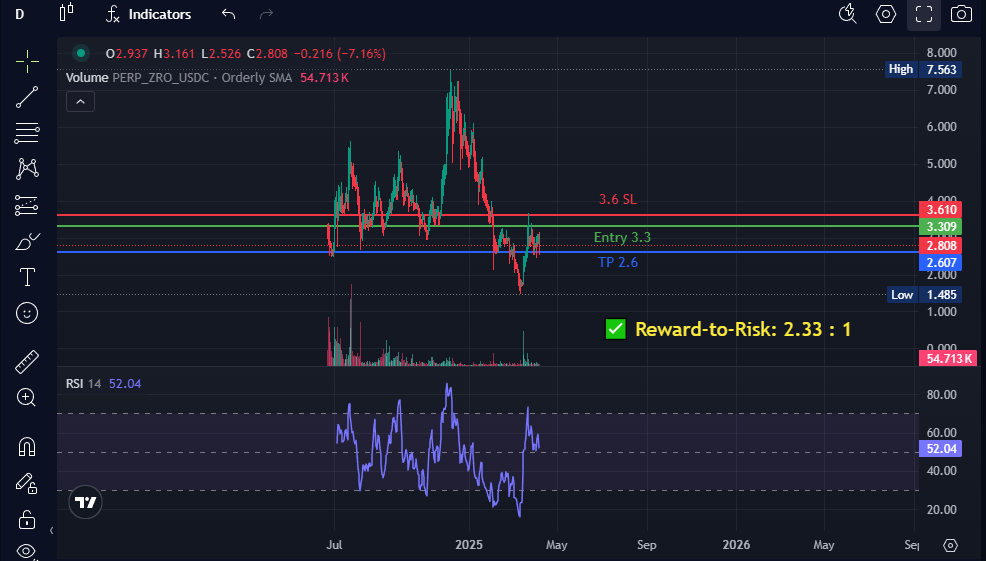 D Indicators
O2.937 H3.161 L2.526 C2.808 −0.216 (−7.16%)
Volume PERP_ZRO_USDC · Orderly SMA 54.713K
8.000
High 7.563
7.000
6.000
5.000
4.000
3.6 SL
3.610
3.309
Entry 3.3
2.808
TP 2.6
2.607
2.000
Low 1.485
1.000
✅ Reward-to-Risk: 2.33 : 1
0.000
54.713K
RSI 14 52.04
80.00
60.00
52.04
40.00
20.00
Jul 2025 May Sep 2026 May Sep